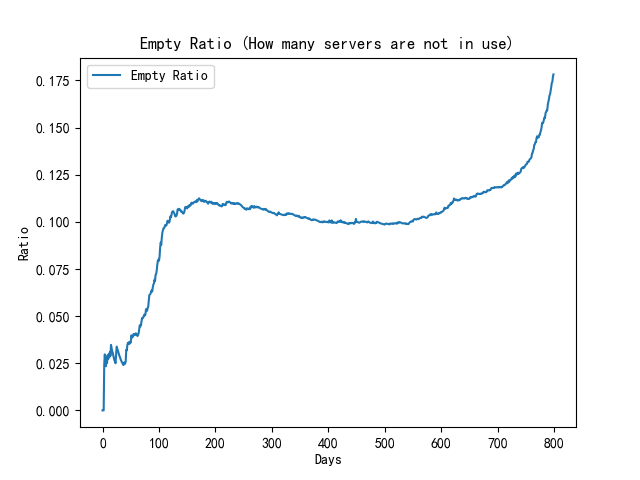 Empty Ratio (How many servers are not in use)
Empty Ratio
0.175
0.150
0.125
0.100
0.075
0.050
0.025
0.000
Ratio
0 100 200 300 400 500 600 700 800
Days